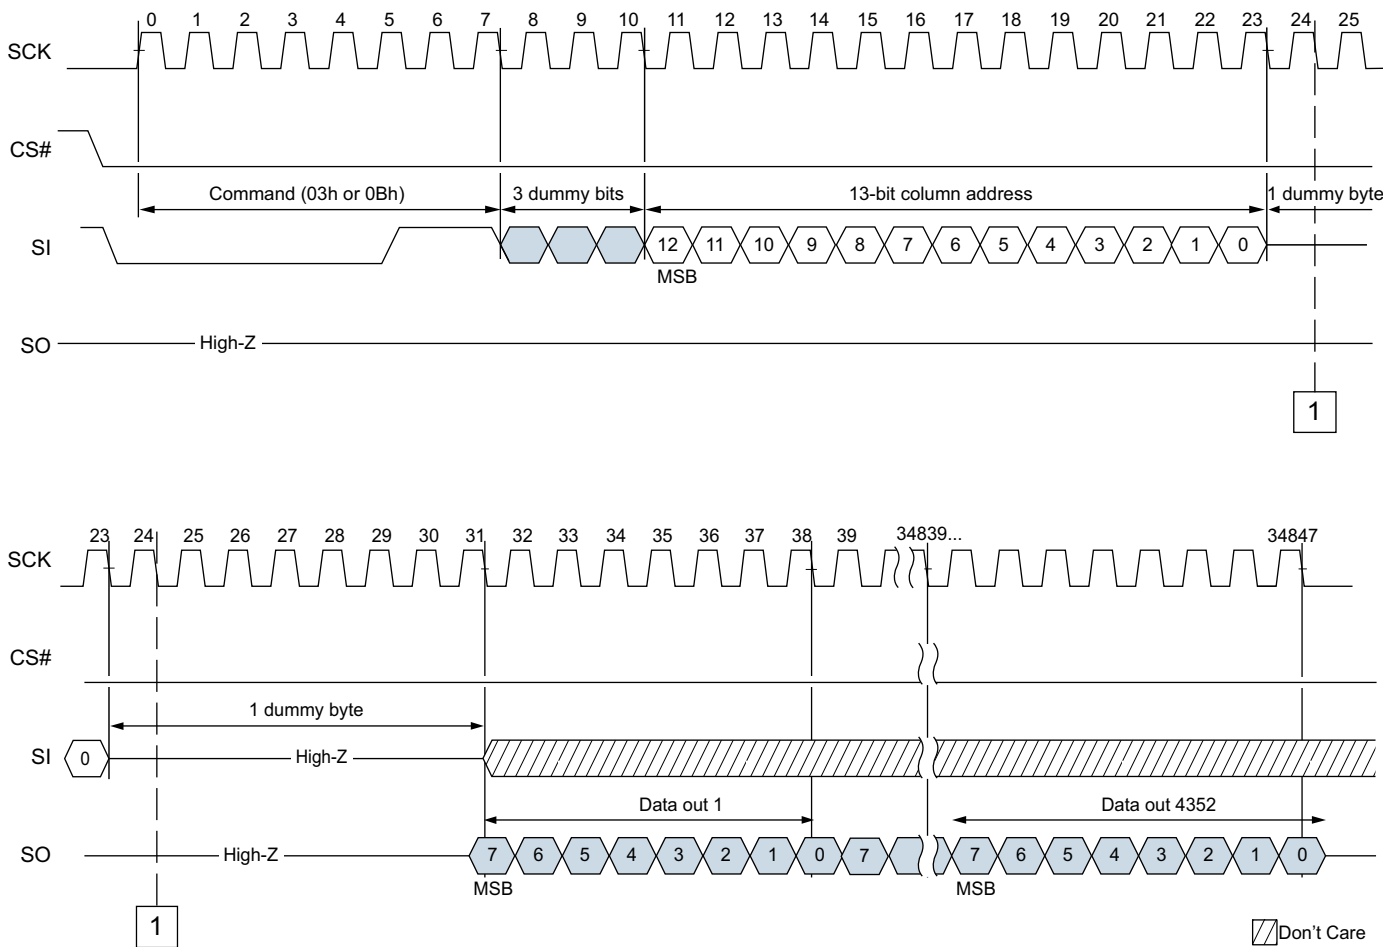 0 1 2 3 4 5 6 7 8 9 10 11 12 13 14 15 16 17 18 19 20 21 22 23 24 25
SCK
CS#
Command (03h or 0Bh) 3 dummy bits 13-bit column address 1 dummy byte
SI 12 11 10 9 8 7 6 5 4 3 2 1 0
MSB
SO High-Z
1
23 24 25 26 27 28 29 30 31 32 33 34 35 36 37 38 39 34839... 34847
SCK
CS#
1 dummy byte
SI 0 High-Z
Data out 1 Data out 4352
SO High-Z 7 6 5 4 3 2 1 0 7 7 6 5 4 3 2 1 0
MSB MSB
1
Don't Care